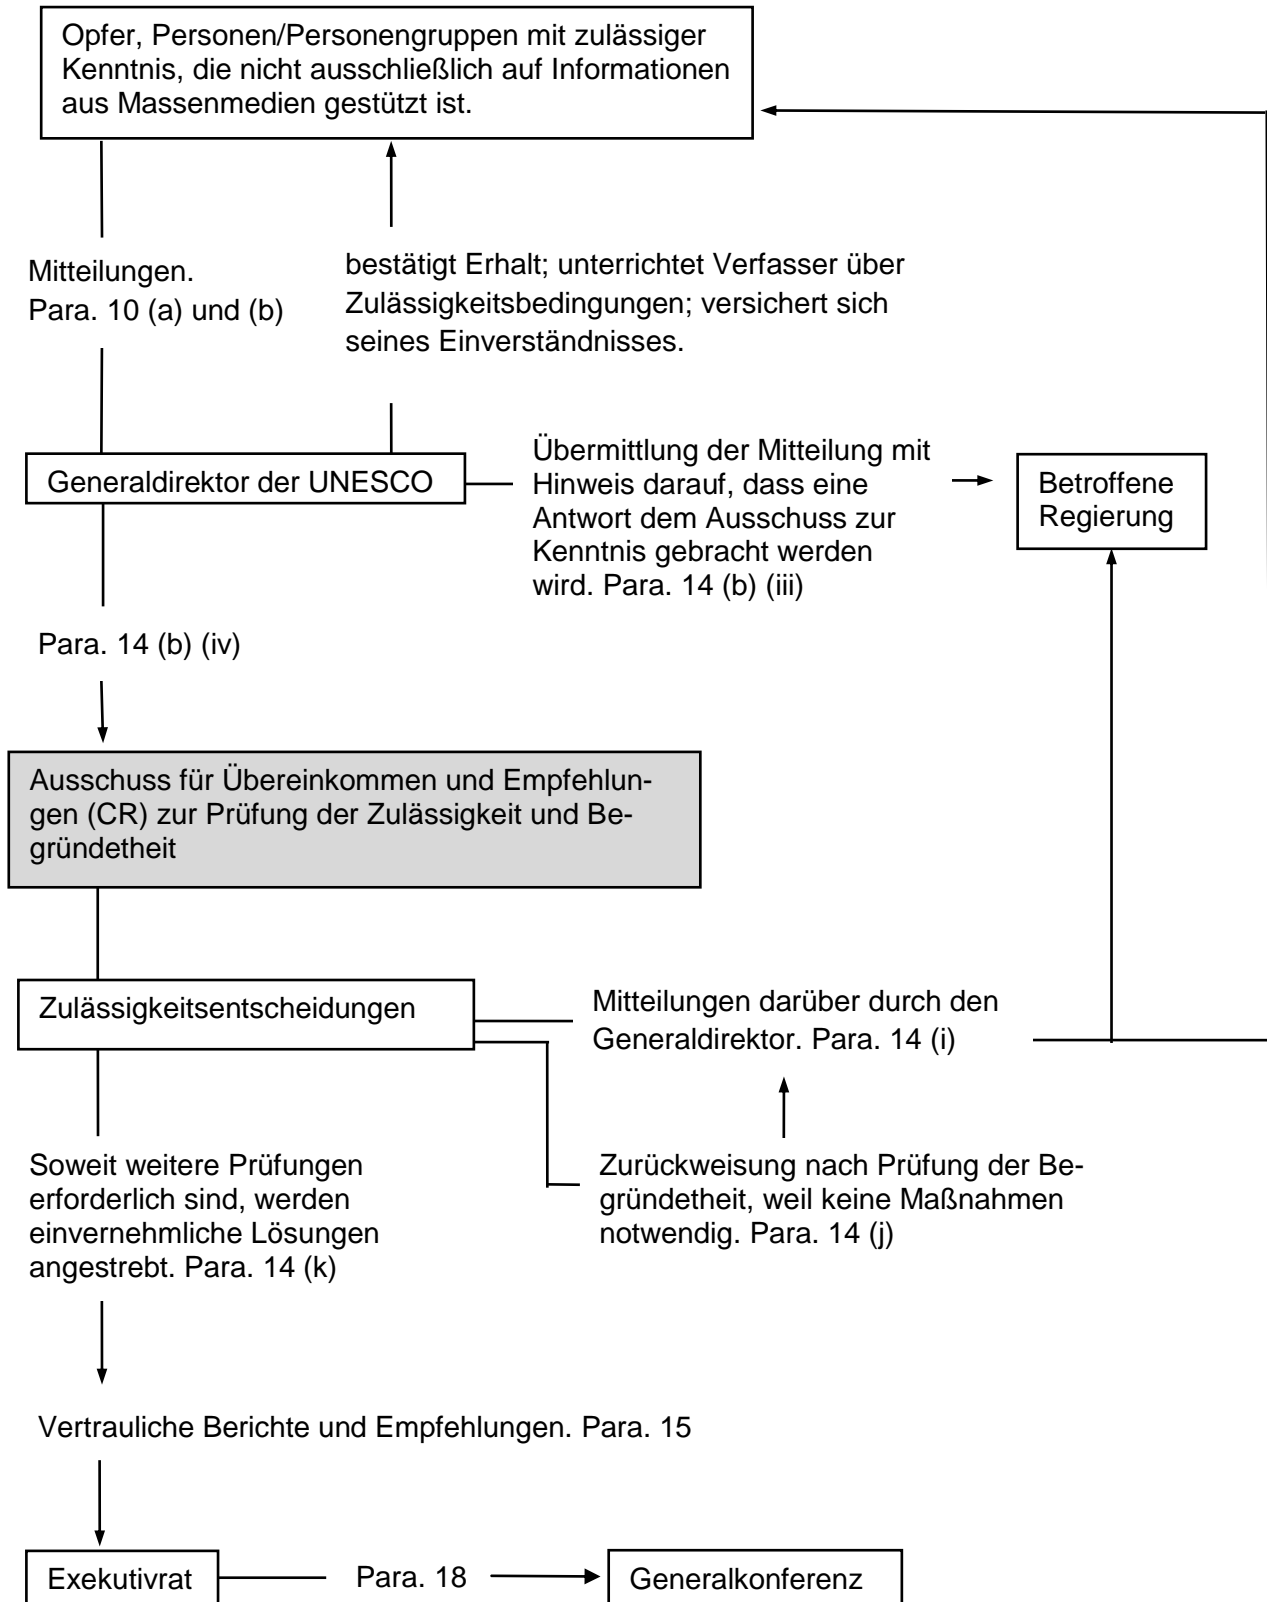 Opfer, Personen/Personengruppen mit zulässiger
Kenntnis, die nicht ausschließlich auf Informationen
aus Massenmedien gestützt ist.
Mitteilungen.
Para. 10 (a) und (b)
bestätigt Erhalt; unterrichtet Verfasser über
Zulässigkeitsbedingungen; versichert sich
seines Einverständnisses.
Generaldirektor der UNESCO
Übermittlung der Mitteilung mit
Hinweis darauf, dass eine
Antwort dem Ausschuss zur
Kenntnis gebracht werden
wird. Para. 14 (b) (iii)
Betroffene
Regierung
Para. 14 (b) (iv)
Ausschuss für Übereinkommen und Empfehlun-
gen (CR) zur Prüfung der Zulässigkeit und Be-
gründetheit
Zulässigkeitsentscheidungen
Mitteilungen darüber durch den
Generaldirektor. Para. 14 (i)
Soweit weitere Prüfungen
erforderlich sind, werden
einvernehmliche Lösungen
angestrebt. Para. 14 (k)
Zurückweisung nach Prüfung der Be-
gründetheit, weil keine Maßnahmen
notwendig. Para. 14 (j)
Vertrauliche Berichte und Empfehlungen. Para. 15
Exekutivrat
Para. 18
Generalkonferenz